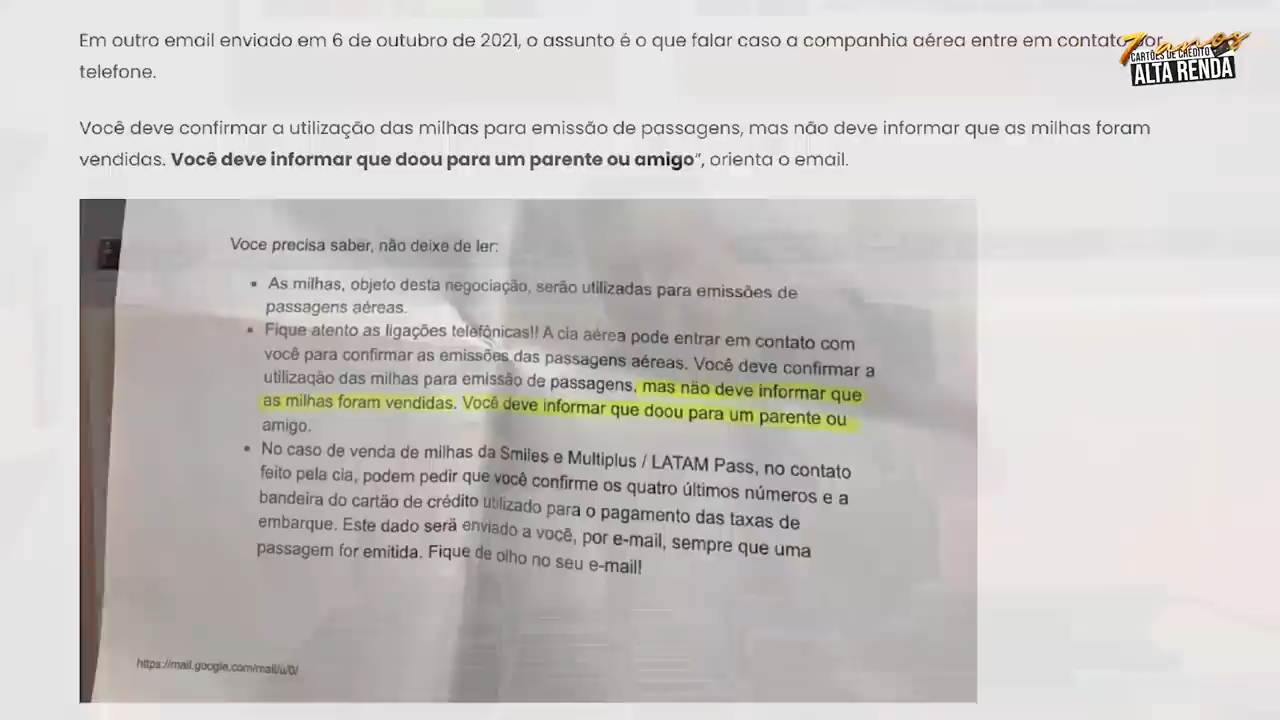 Em outro email enviado em 6 de outubro de 2021, o assunto é o que falar caso a companhia aérea entre em contato por
telefone.
7 anos
CARTÕES DE CRÉDITO
ALTA RENDA
Você deve confirmar a utilização das milhas para emissão de passagens, mas não deve informar que as milhas foram
vendidas. Você deve informar que doou para um parente ou amigo”, orienta o email.
Voce precisa saber, não deixe de ler:
• As milhas, objeto desta negociação, serão utilizadas para emissões de
passagens aéreas.
• Fique atento as ligações telefônicas!! A cia aérea pode entrar em contato com
você para confirmar as emissões das passagens aéreas. Você deve confirmar a
utilização das milhas para emissão de passagens, mas não deve informar que
as milhas foram vendidas. Você deve informar que doou para um parente ou
amigo.
• No caso de venda de milhas da Smiles e Multiplus / LATAM Pass, no contato
feito pela cia, podem pedir que você confirme os quatro últimos números e a
bandeira do cartão de crédito utilizado para o pagamento das taxas de
embarque. Este dado será enviado a você, por e-mail, sempre que uma
passagem for emitida. Fique de olho no seu e-mail!
https://mail.google.com/mail/u/0/